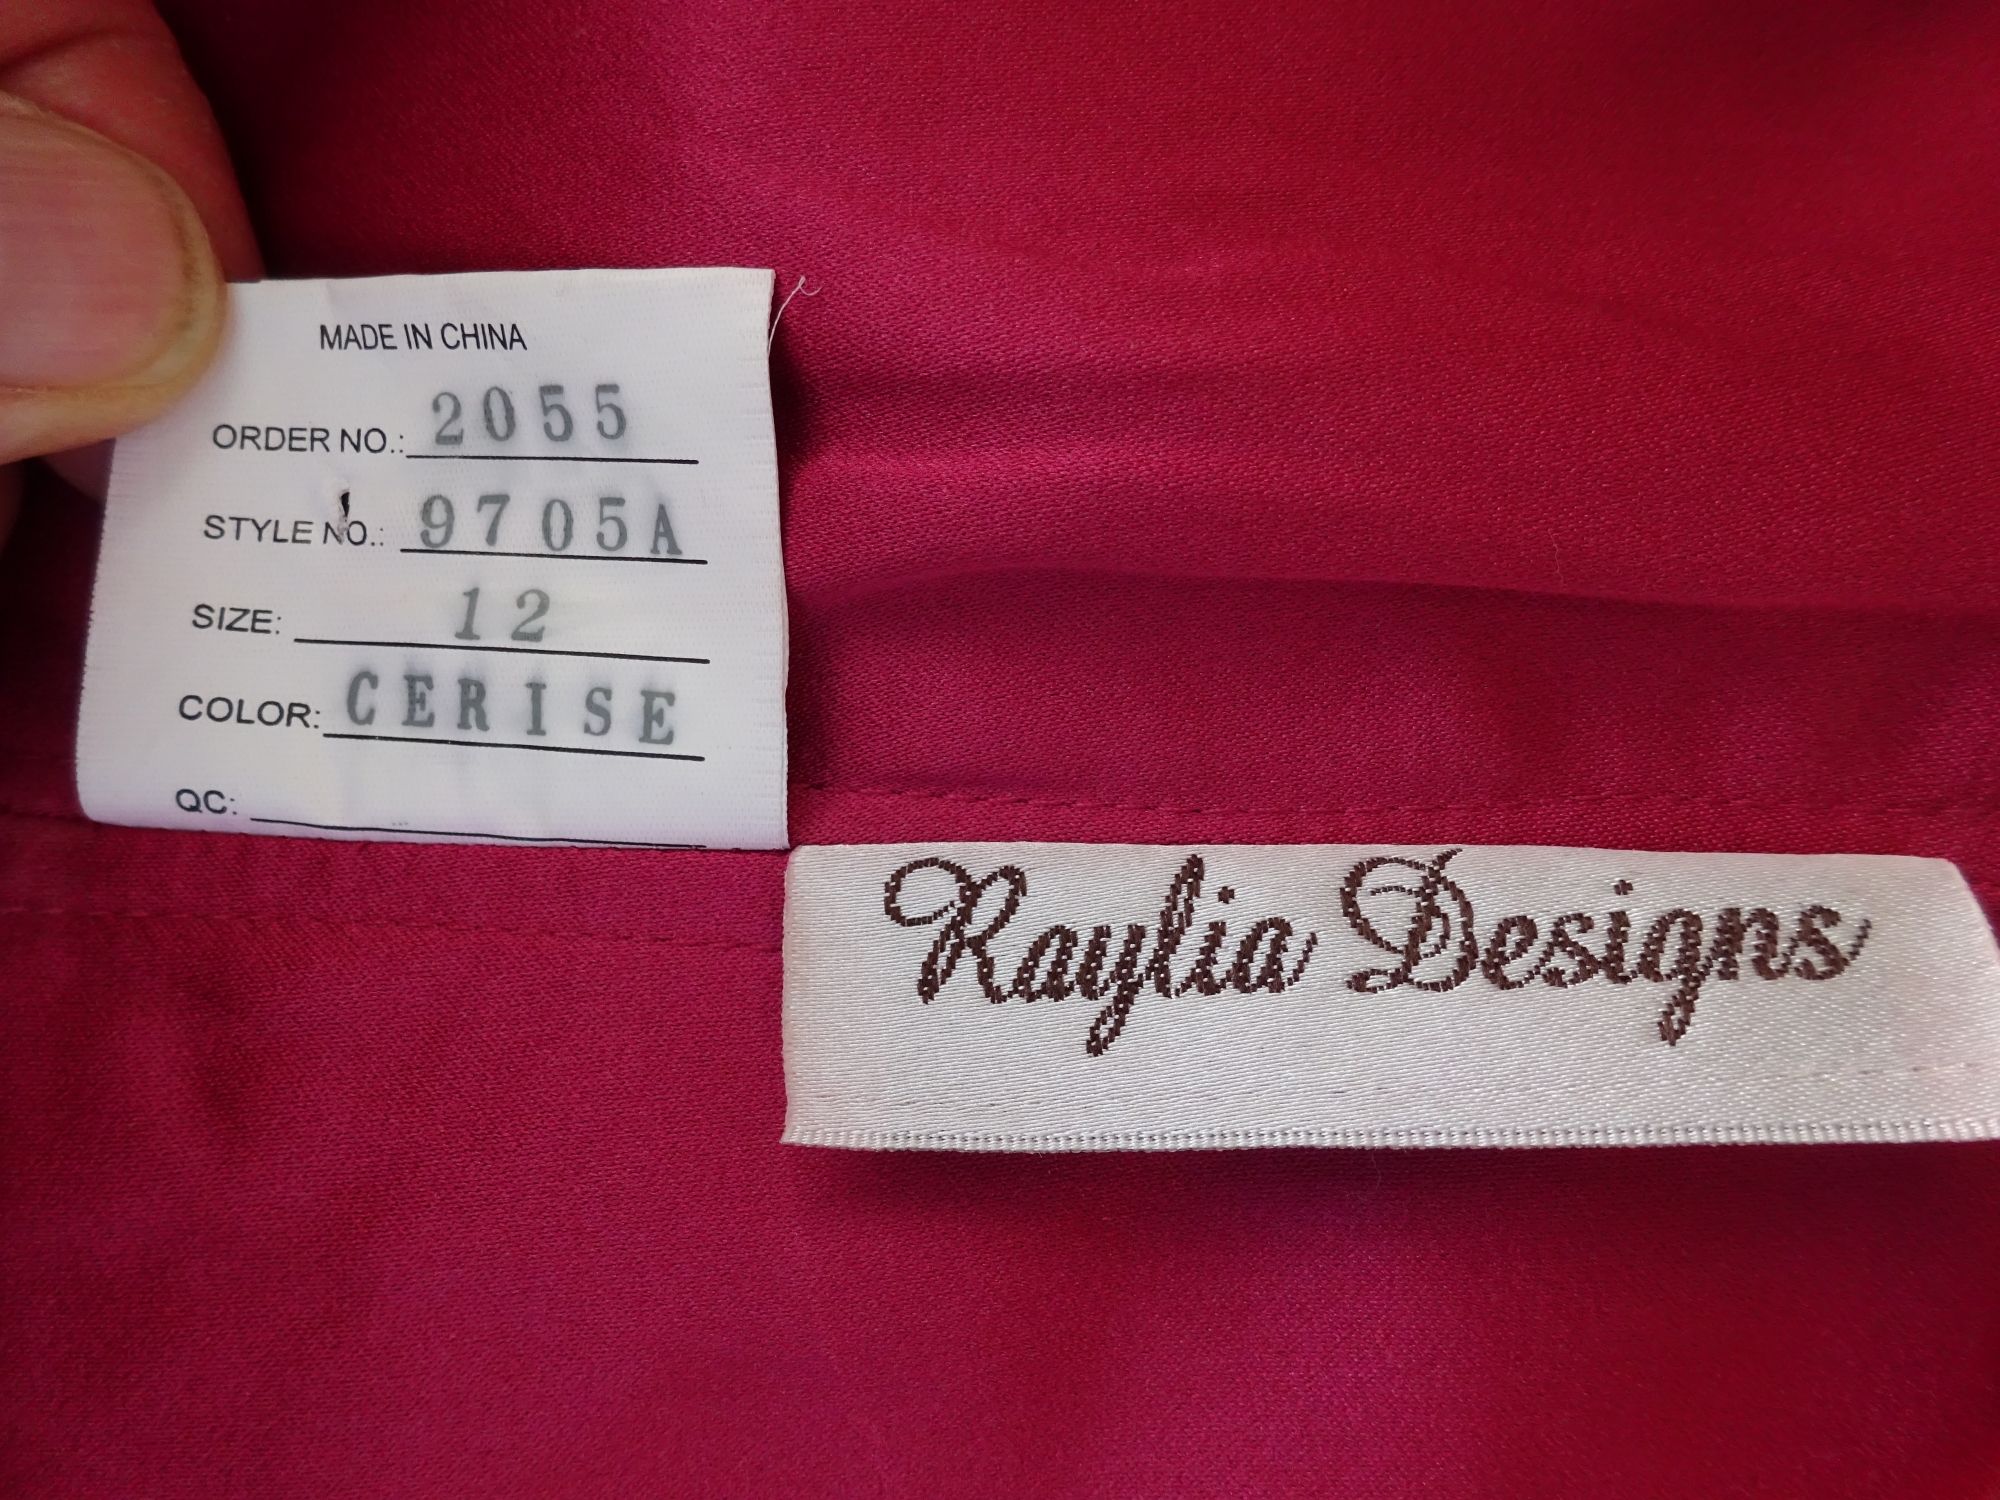 MADE IN CHINA
ORDER NO.: 2055
STYLE NO.: 9705A
SIZE: 12
COLOR: CERISE
QC:
Raylia Designs